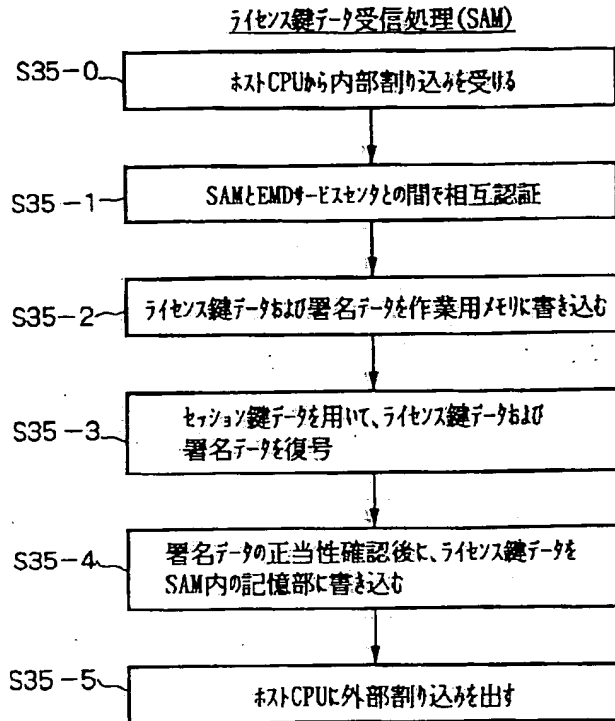 ライセンス鍵データ受信処理(SAM)
S35-0
ホストCPUから内部割り込みを受ける
S35-1
SAMとEMDサービスセンタとの間で相互認証
S35-2
ライセンス鍵データおよび署名データを作業用メモリに書き込む
S35-3
セッション鍵データを用いて、ライセンス鍵データおよび
署名データを復号
S35-4
署名データの正当性確認後に、ライセンス鍵データを
SAM内の記憶部に書き込む
S35-5
ホストCPUに外部割り込みを出す